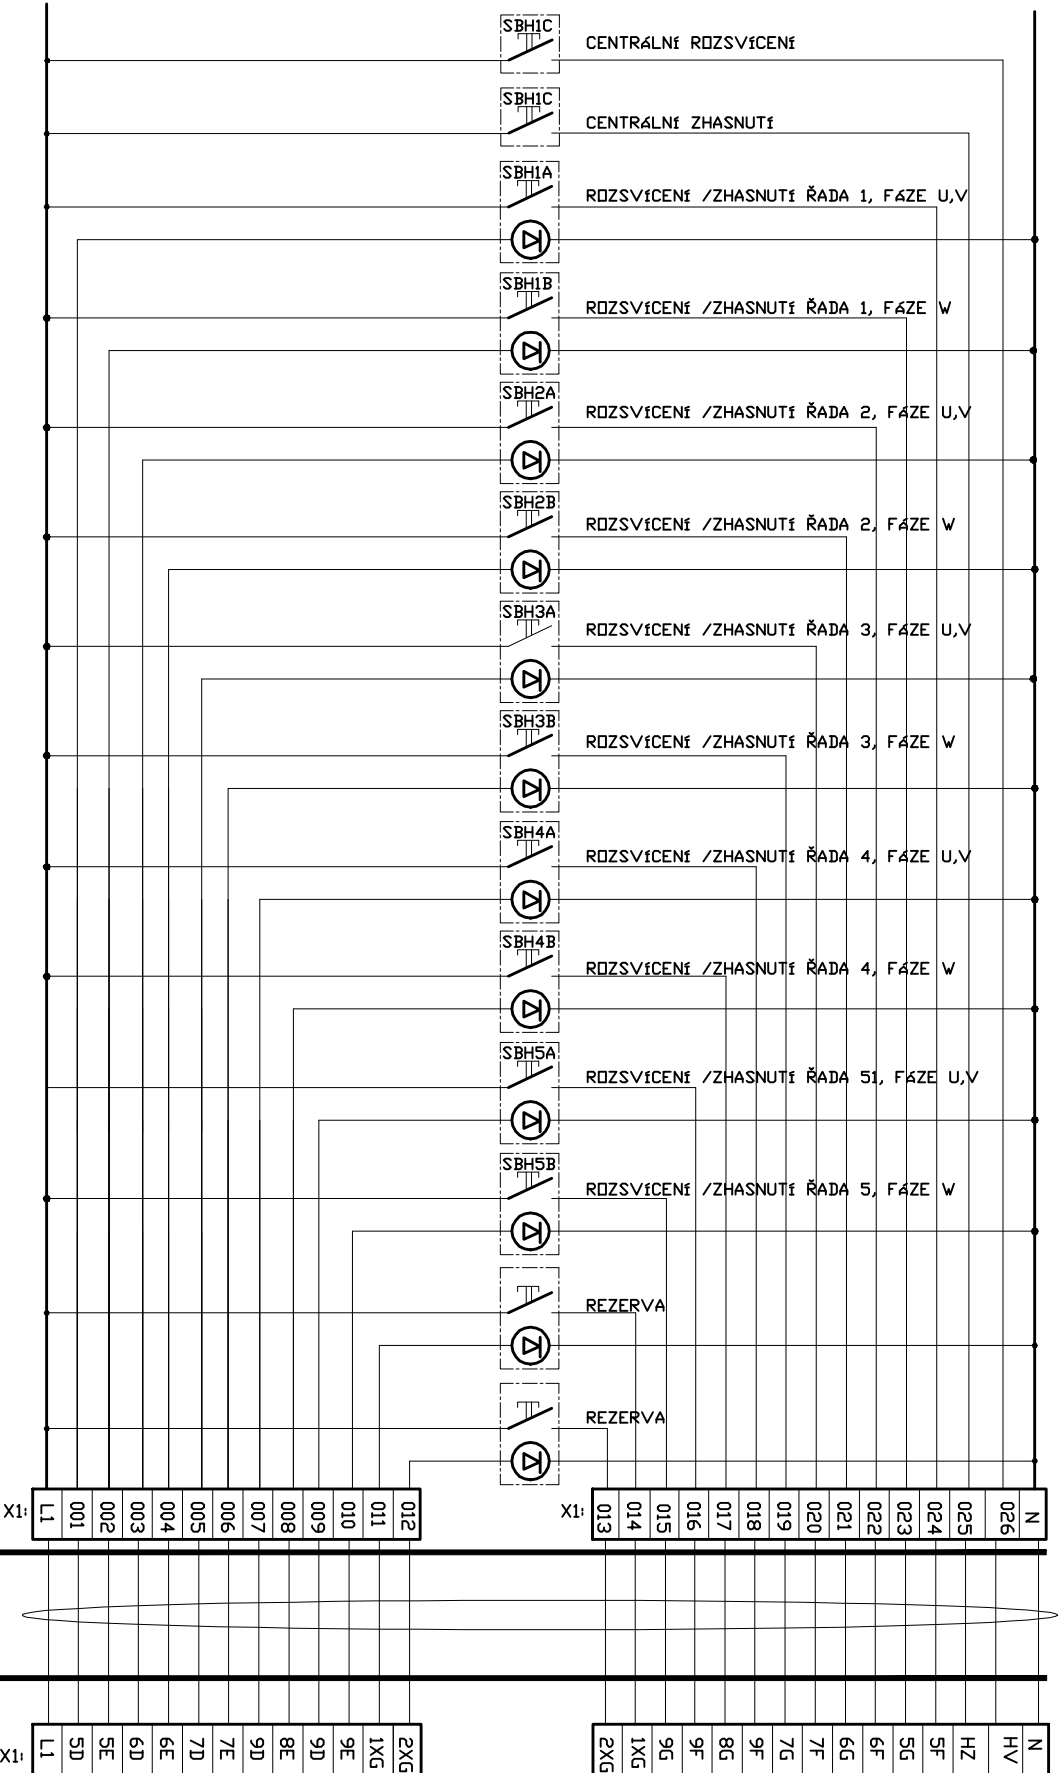 SBH1C
CENTRÁLNÍ ROZSVÍCENÍ
SBH1C
CENTRÁLNÍ ZHASNUTÍ
SBH1A
ROZSVÍCENÍ /ZHASNUTÍ ŘADA 1, FÁZE U,V
SBH1B
ROZSVÍCENÍ /ZHASNUTÍ ŘADA 1, FÁZE W
SBH2A
ROZSVÍCENÍ /ZHASNUTÍ ŘADA 2, FÁZE U,V
SBH2B
ROZSVÍCENÍ /ZHASNUTÍ ŘADA 2, FÁZE W
SBH3A
ROZSVÍCENÍ /ZHASNUTÍ ŘADA 3, FÁZE U,V
SBH3B
ROZSVÍCENÍ /ZHASNUTÍ ŘADA 3, FÁZE W
SBH4A
ROZSVÍCENÍ /ZHASNUTÍ ŘADA 4, FÁZE U,V
SBH4B
ROZSVÍCENÍ /ZHASNUTÍ ŘADA 4, FÁZE W
SBH5A
ROZSVÍCENÍ /ZHASNUTÍ ŘADA 51, FÁZE U,V
SBH5B
ROZSVÍCENÍ /ZHASNUTÍ ŘADA 5, FÁZE W
REZERVA
REZERVA
X1: L1 001 002 003 004 005 006 007 008 009 010 011 012
X1: 013 014 015 016 018 019 020 021 022 023 024 025 026 N
X1: L1 5D 5E 6D 6E 7D 7E 9D 8E 9D 9E 1XG 2XG
2XG 1XG 9G 9F 8G 9F 7G 7F 6G 6F 5G 5F HZ HV N